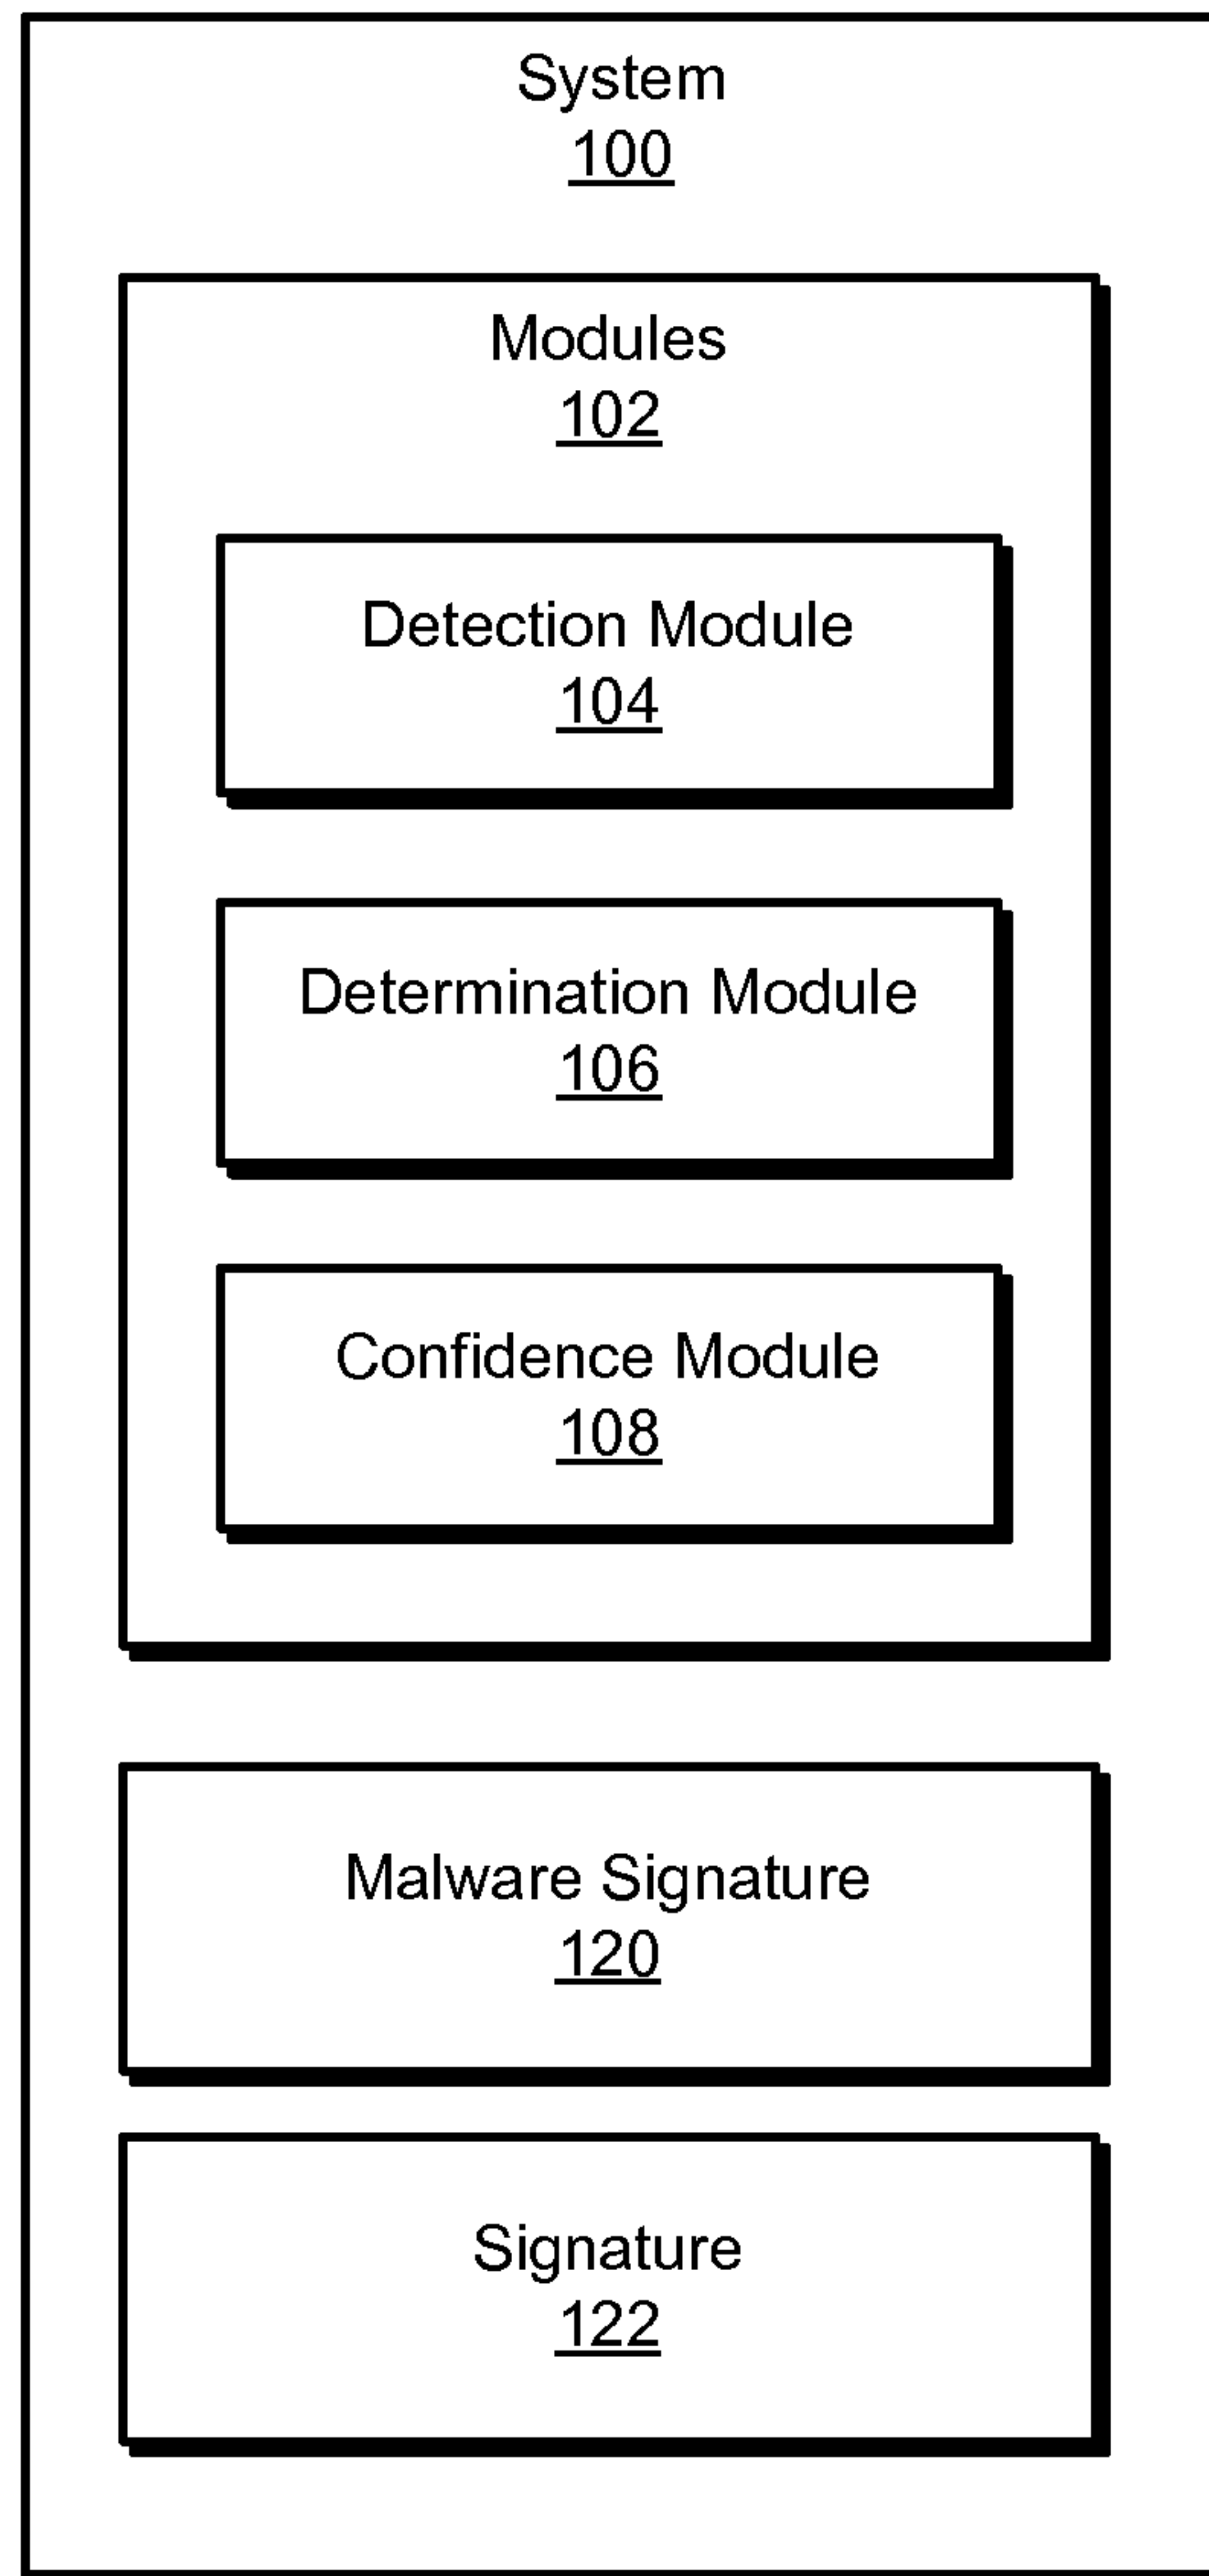 System
100
Modules
102
Detection Module
104
Determination Module
106
Confidence Module
108
Malware Signature
120
Signature
122